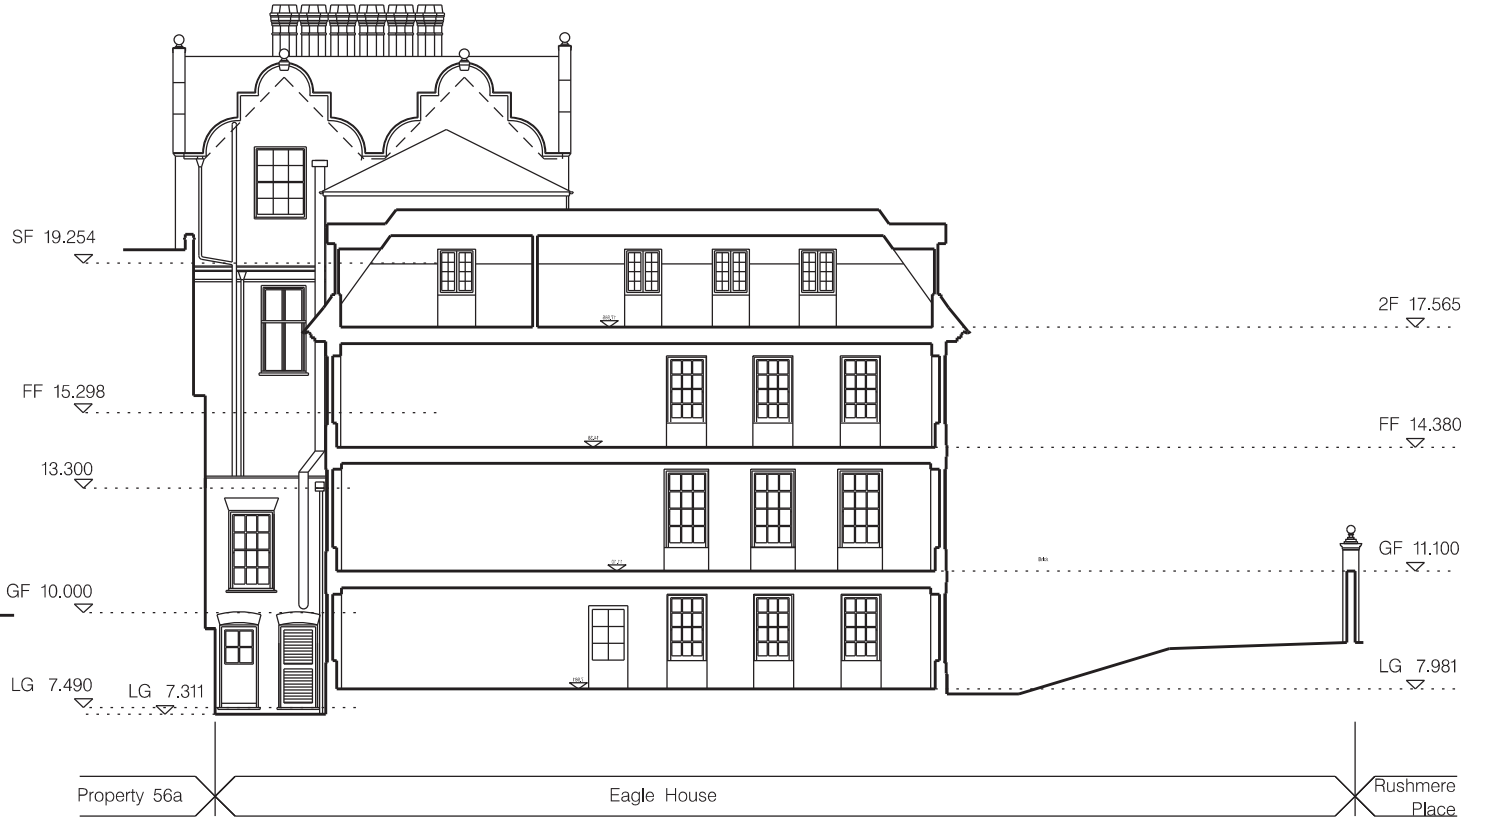 SF 19.254
2F 17.565
FF 15.298
FF 14.380
13.300
GF 11.100
GF 10.000
LG 7.981
LG 7.490
LG 7.311
Property 56a
Eagle House
Rushmere
Place